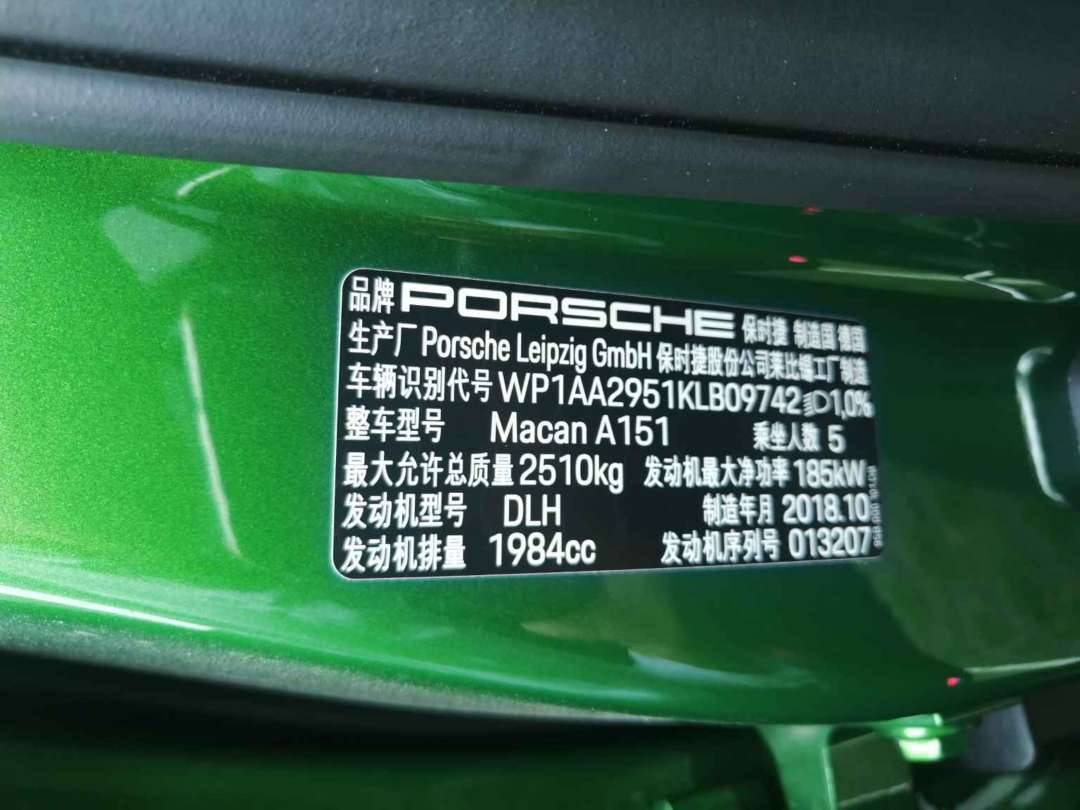 品牌 PORSCHE 保时捷 制造国 德国
生产厂 Porsche Leipzig GmbH 保时捷股份公司莱比锡工厂制造
车辆识别代号 WP1AA2951KLB09742 1,0%
整车型号 Macan A151 乘坐人数 5
最大允许总质量 2510kg 发动机最大净功率 185kW
发动机型号 DLH 制造年月 2018.10
发动机排量 1984cc 发动机序列号 013207